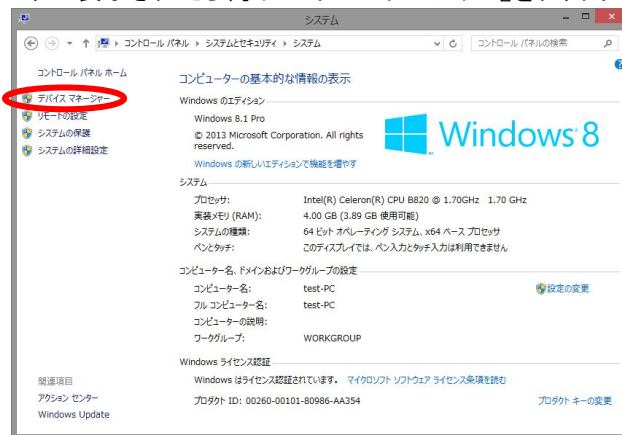 システム
コントロール パネル ▸ システムとセキュリティ ▸ システム
コントロール パネルの検索
コントロール パネル ホーム
デバイス マネージャー
リモートの設定
システムの保護
システムの詳細設定
コンピューターの基本的な情報の表示
Windows のエディション
Windows 8.1 Pro
© 2013 Microsoft Corporation. All rights
reserved.
Windows の新しいエディションで機能を増やす
Windows 8
システム
プロセッサ: Intel(R) Celeron(R) CPU B820 @ 1.70GHz 1.70 GHz
実装メモリ (RAM): 4.00 GB (3.89 GB 使用可能)
システムの種類: 64 ビット オペレーティング システム、x64 ベース プロセッサ
ペンとタッチ: このディスプレイでは、ペン入力とタッチ入力は利用できません
コンピューター名、ドメインおよびワークグループの設定
コンピューター名: test-PC 設定の変更
フル コンピューター名: test-PC
コンピューターの説明:
ワークグループ: WORKGROUP
Windows ライセンス認証
Windows はライセンス認証されています。 マイクロソフト ソフトウェア ライセンス条項を読む
プロダクト ID: 00260-00101-80986-AA354 プロダクト キーの変更
関連項目
アクション センター
Windows Update